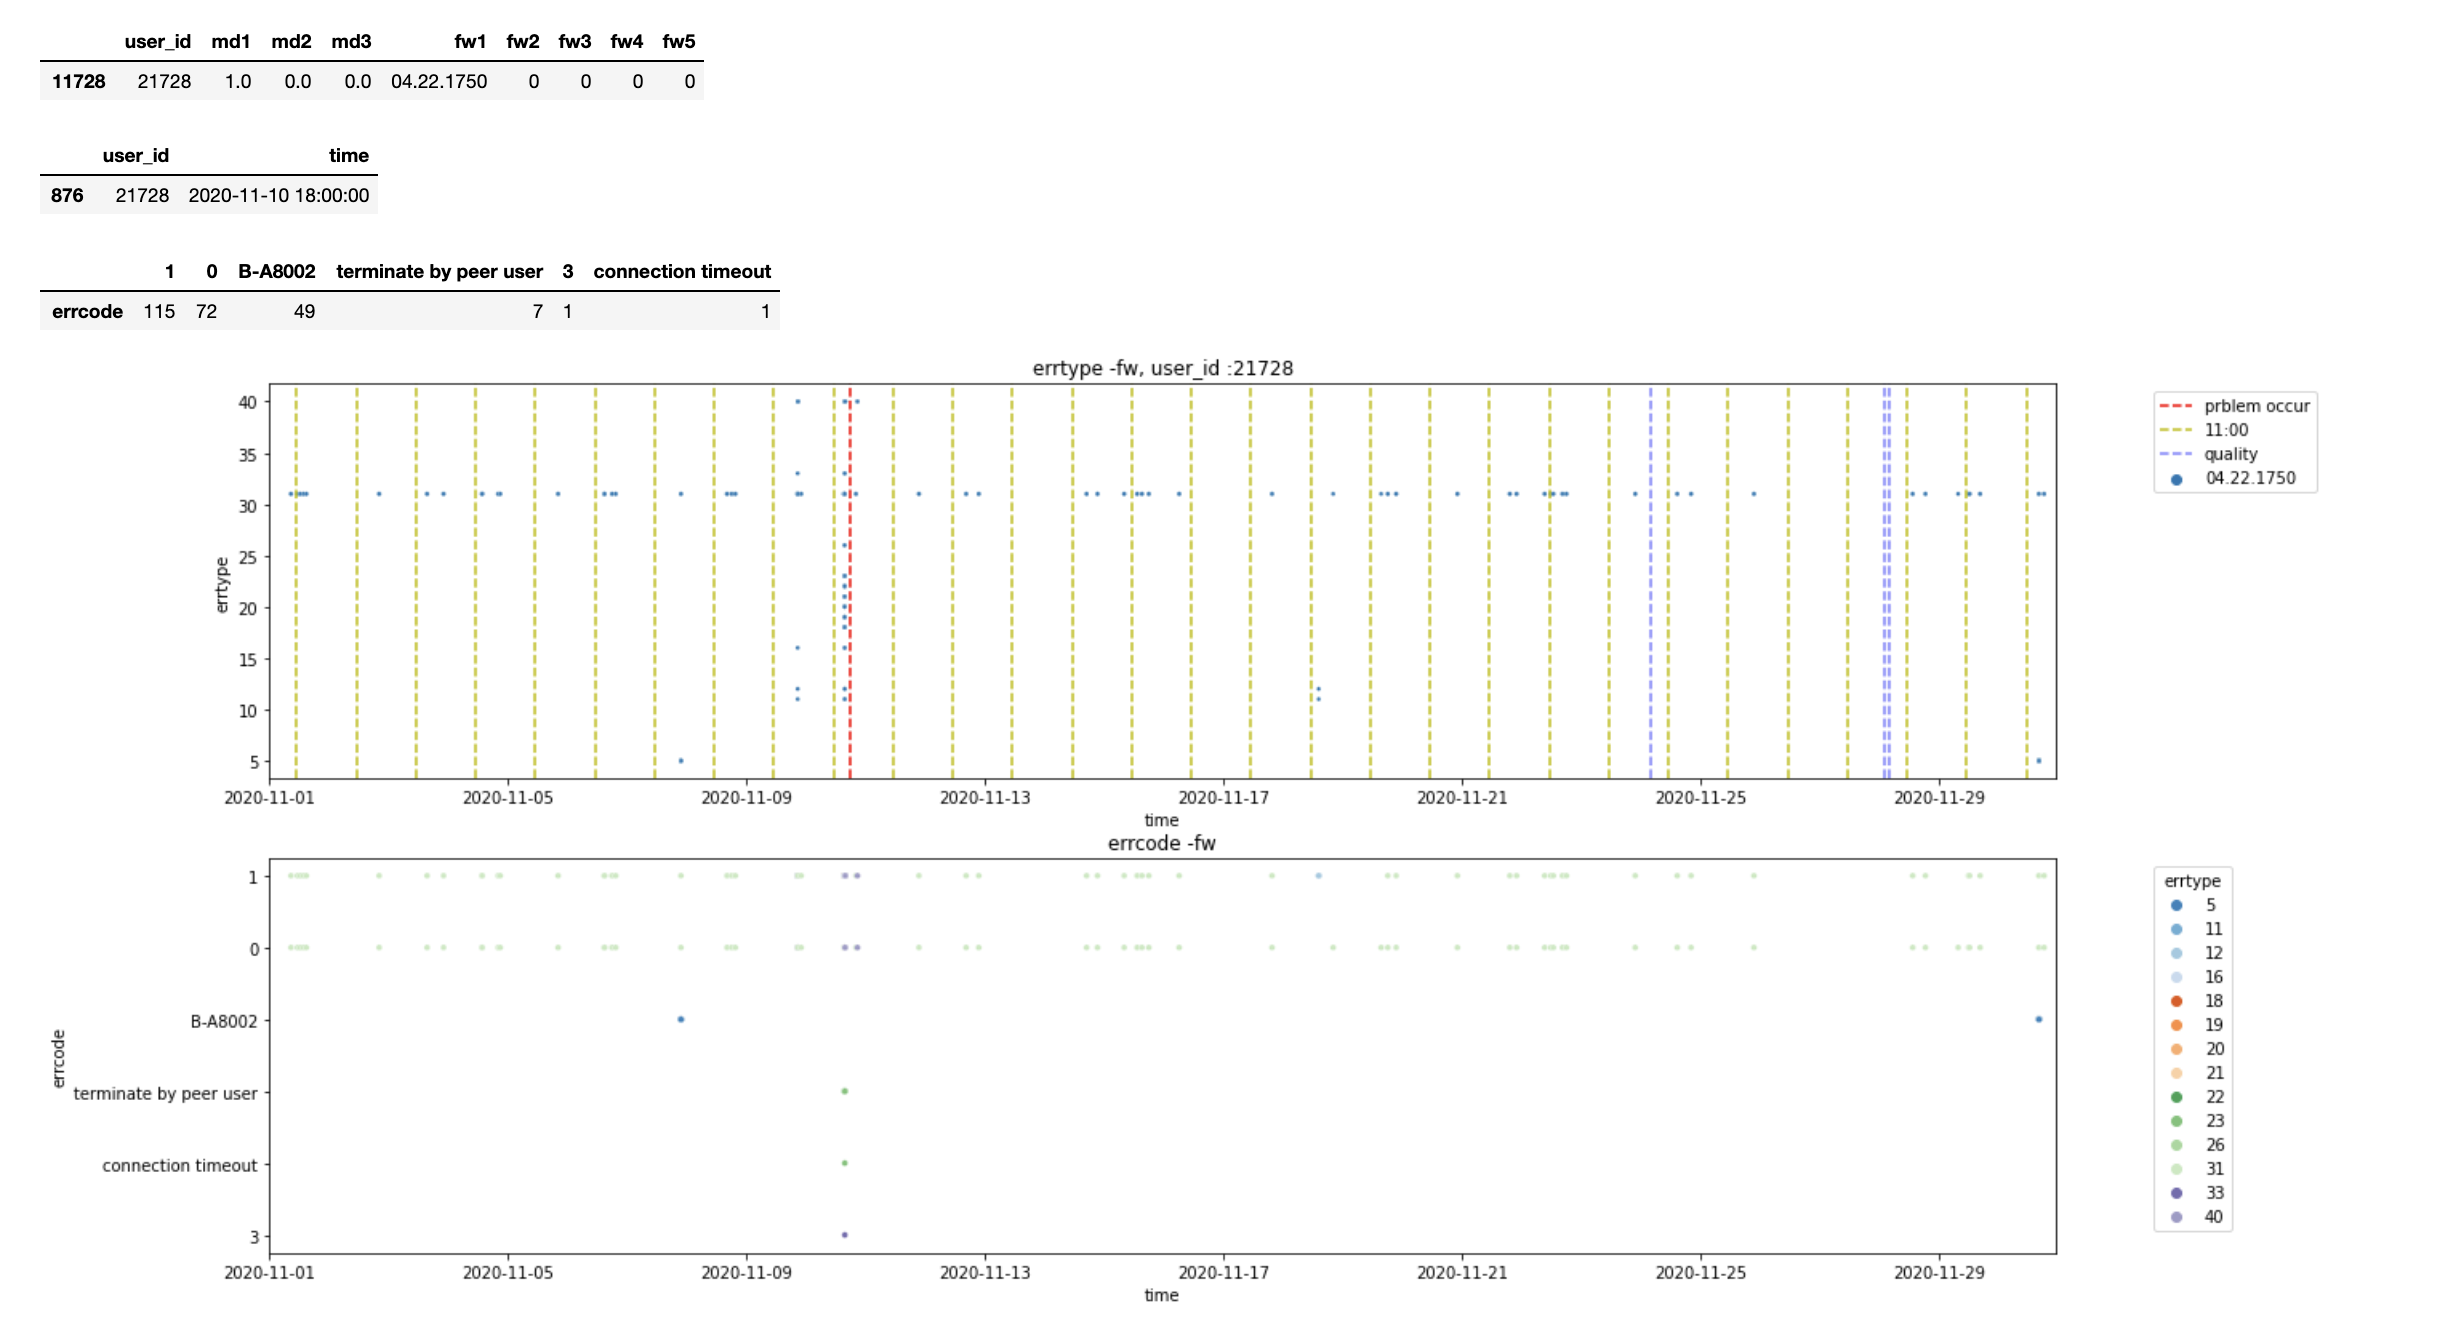 user_id md1 md2 md3 fw1 fw2 fw3 fw4 fw5
11728 21728 1.0 0.0 0.0 04.22.1750 0 0 0 0
user_id time
876 21728 2020-11-10 18:00:00
1 0 B-A8002 terminate by peer user 3 connection timeout
errcode 115 72 49 7 1 1
errtype -fw, user_id :21728
40
35
30
25
20
15
10
5
errtype
2020-11-01 2020-11-05 2020-11-09 2020-11-13 2020-11-17 2020-11-21 2020-11-25 2020-11-29
time
prblem occur
11:00
quality
04.22.1750
errcode -fw
1
0
B-A8002
terminate by peer user
connection timeout
3
errcode
2020-11-01 2020-11-05 2020-11-09 2020-11-13 2020-11-17 2020-11-21 2020-11-25 2020-11-29
time
errtype
5
11
12
16
18
19
20
21
22
23
26
31
33
40